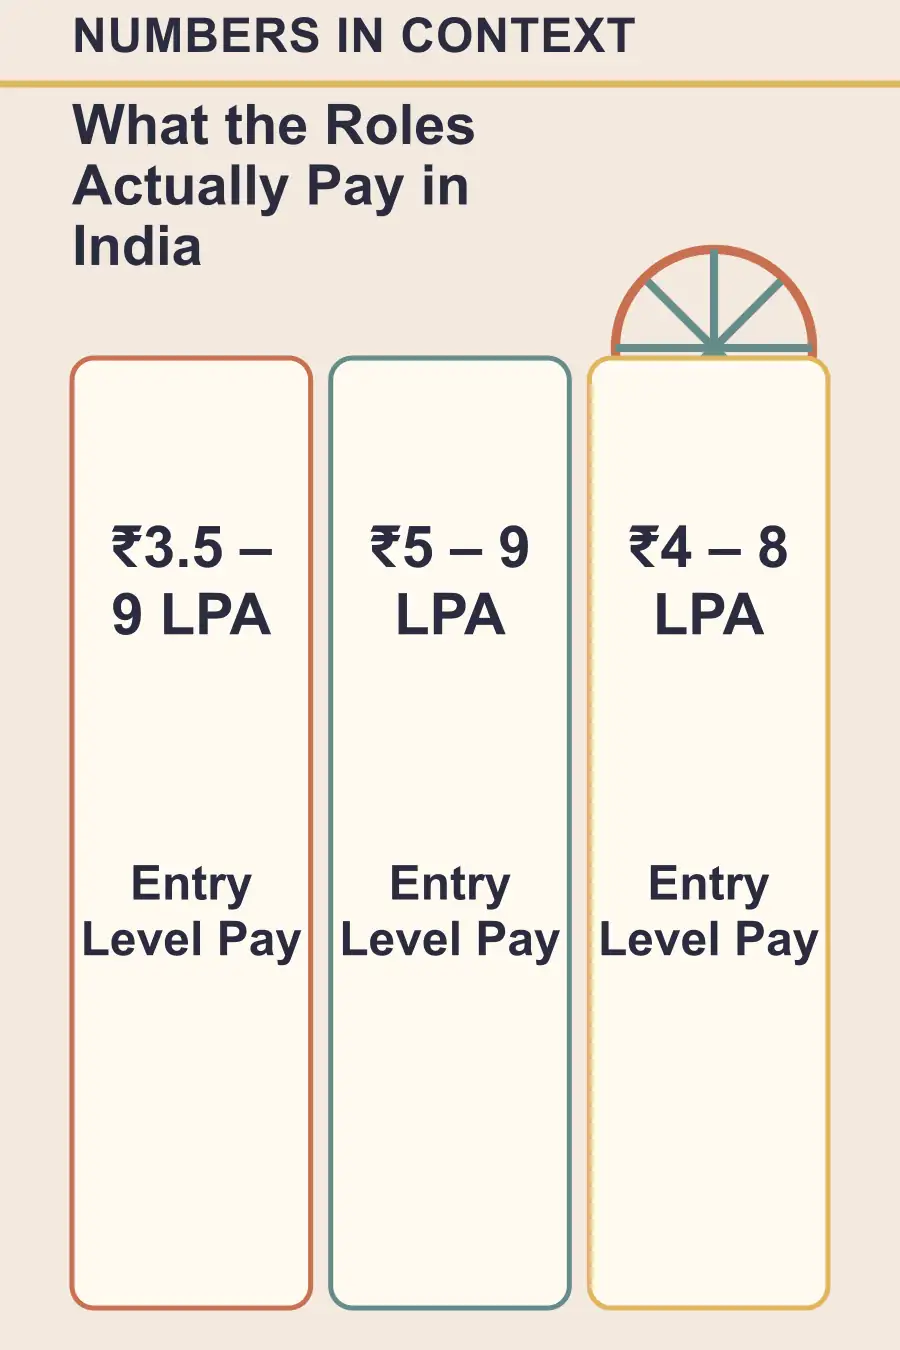 NUMBERS IN CONTEXT
What the Roles
Actually Pay in
India
₹3.5 –
9 LPA
Entry
Level Pay
₹5 – 9
LPA
Entry
Level Pay
₹4 – 8
LPA
Entry
Level Pay